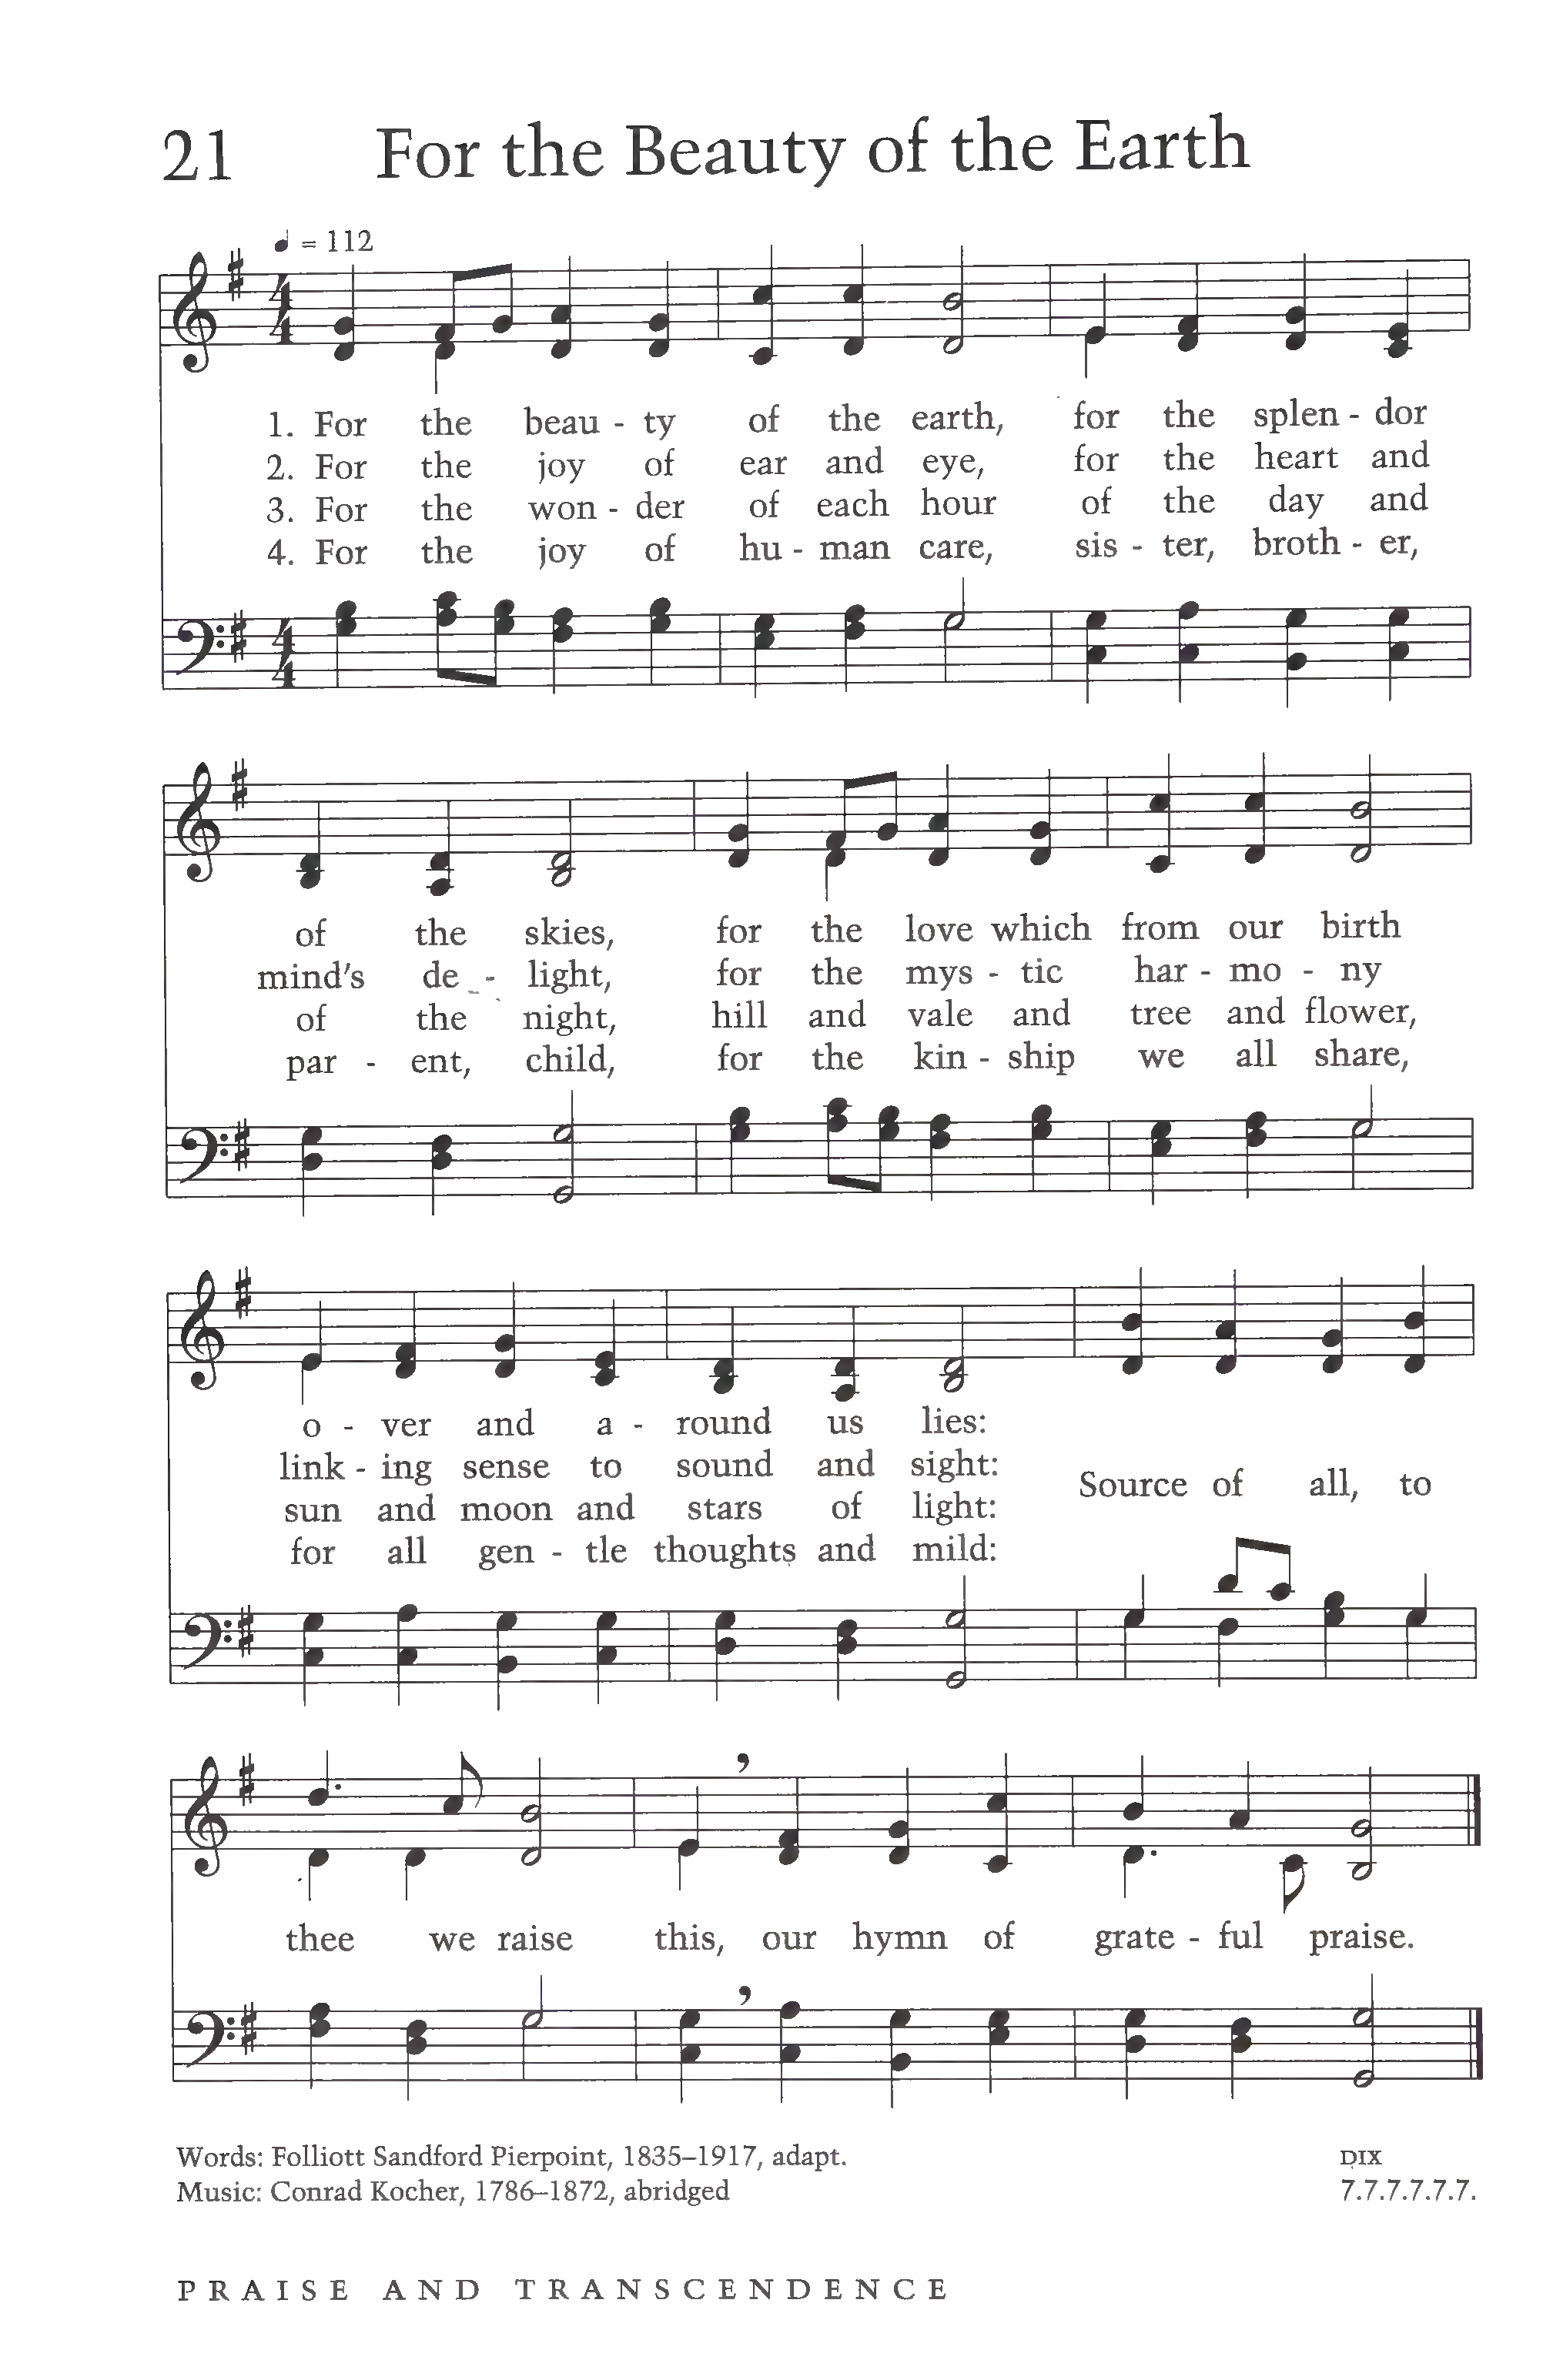 21 For the Beauty of the Earth
♩ = 112
1. For the beau - ty of the earth, for the splen - dor
2. For the joy of ear and eye, for the heart and
3. For the won - der of each hour of the day and
4. For the joy of hu - man care, sis - ter, broth - er,
of the skies, for the love which from our birth
mind's de - light, for the mys - tic har - mo - ny
of the night, hill and vale and tree and flower,
par - ent, child, for the kin - ship we all share,
o - ver and a - round us lies:
link - ing sense to sound and sight:
sun and moon and stars of light:
for all gen - tle thoughts and mild:
Source of all, to
thee we raise this, our hymn of grate - ful praise.
Words: Folliott Sandford Pierpoint, 1835–1917, adapt.
Music: Conrad Kocher, 1786–1872, abridged
DIX
7.7.7.7.7.7.
PRAISE AND TRANSCENDENCE